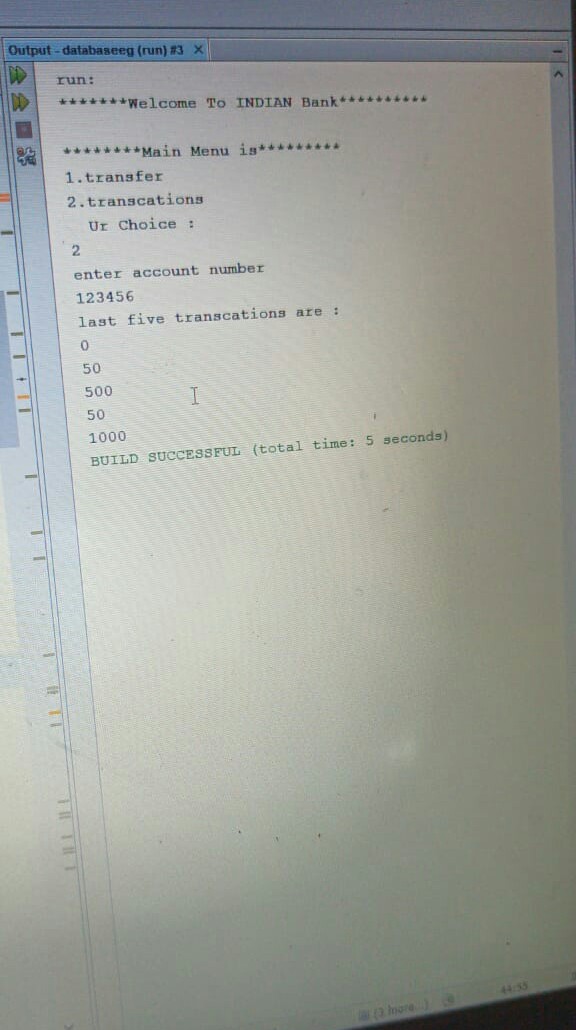 Output - databaseeg (run) #3 X
run:
*******Welcome To INDIAN Bank**********
********Main Menu is*********
1.transfer
2.transcations
Ur Choice :
2
enter account number
123456
last five transcations are :
0
50
500
50
1000
BUILD SUCCESSFUL (total time: 5 seconds)
(3 more...)
44:55